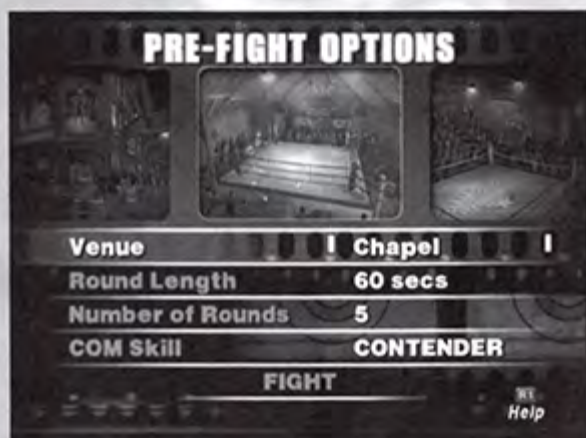 PRE-FIGHT OPTIONS
Venue Chapel
Round Length 60 secs
Number of Rounds 5
COM Skill CONTENDER
FIGHT
R1
Help